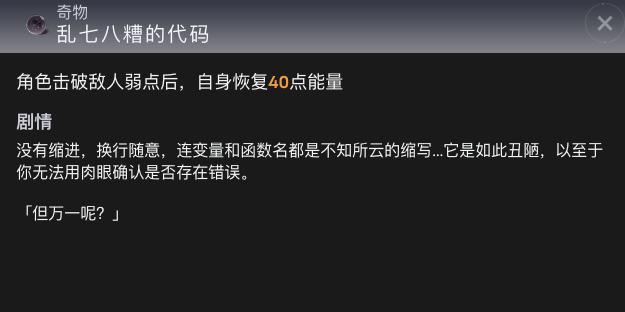 奇物
乱七八糟的代码
角色击破敌人弱点后，自身恢复40点能量
剧情
没有缩进，换行随意，连变量和函数名都是不知所云的缩写...它是如此丑陋，以至于
你无法用肉眼确认是否存在错误。
「但万一呢？」